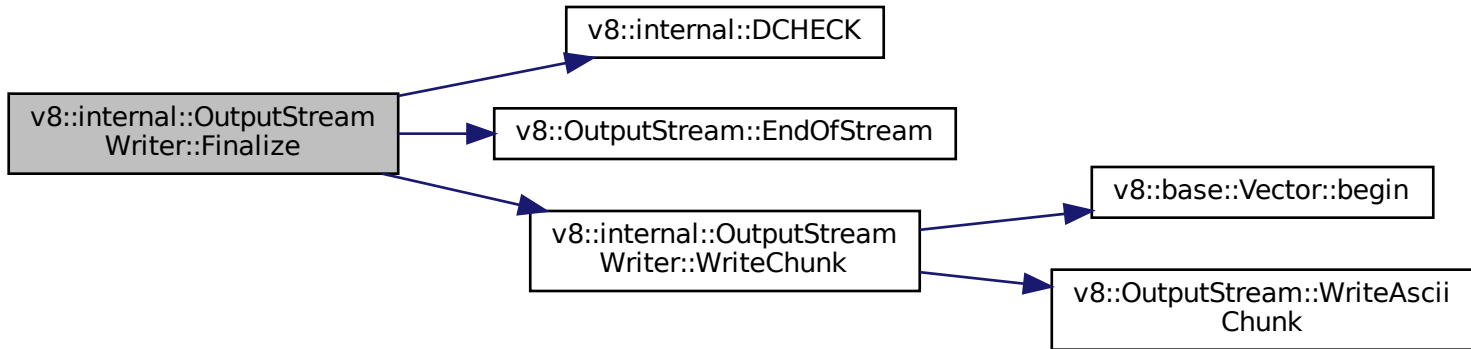 v8::internal::DCHECK
v8::internal::OutputStream
Writer::Finalize
v8::OutputStream::EndOfStream
v8::base::Vector::begin
v8::internal::OutputStream
Writer::WriteChunk
v8::OutputStream::WriteAscii
Chunk